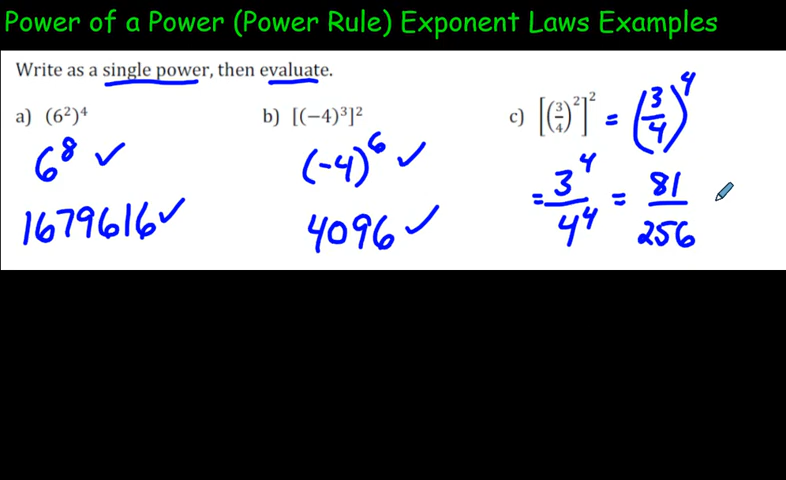 Power of a Power (Power Rule) Exponent Laws Examples
Write as a single power, then evaluate.
a) (6²)⁴
6⁸ ✓
1679616 ✓
b) [(−4)³]²
(-4)⁶ ✓
4096 ✓
c) [(3/4)²]² = (3/4)⁴
= 3⁴/4⁴ = 81/256